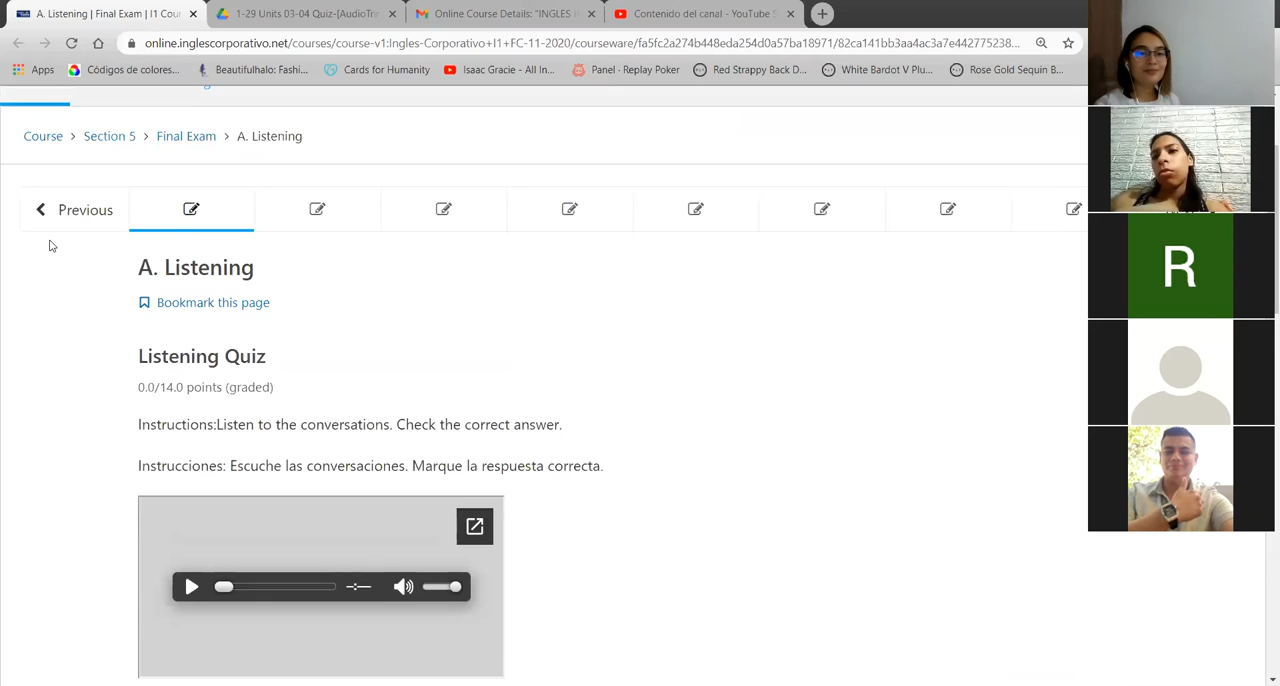 A. Listening | Final Exam | I1 Cour
1-29 Units 03-04 Quiz-[AudioTra
Online Course Details: "INGLES I
Contenido del canal - YouTube S
online.inglescorporativo.net/courses/course-v1:Ingles-Corporativo+I1+FC-11-2020/courseware/fa5fc2a274b448eda254d0a57ba18971/82ca141bb3aa4ac3a7e442775238...
Apps
Códigos de colores...
Beautifulhalo: Fashi...
Cards for Humanity
Isaac Gracie - All In...
Panel - Replay Poker
Red Strappy Back D...
White Bardot V Plu...
Rose Gold Sequin B...
Course > Section 5 > Final Exam > A. Listening
Previous
A. Listening
Bookmark this page
Listening Quiz
0.0/14.0 points (graded)
Instructions:Listen to the conversations. Check the correct answer.
Instrucciones: Escuche las conversaciones. Marque la respuesta correcta.
-:--
R